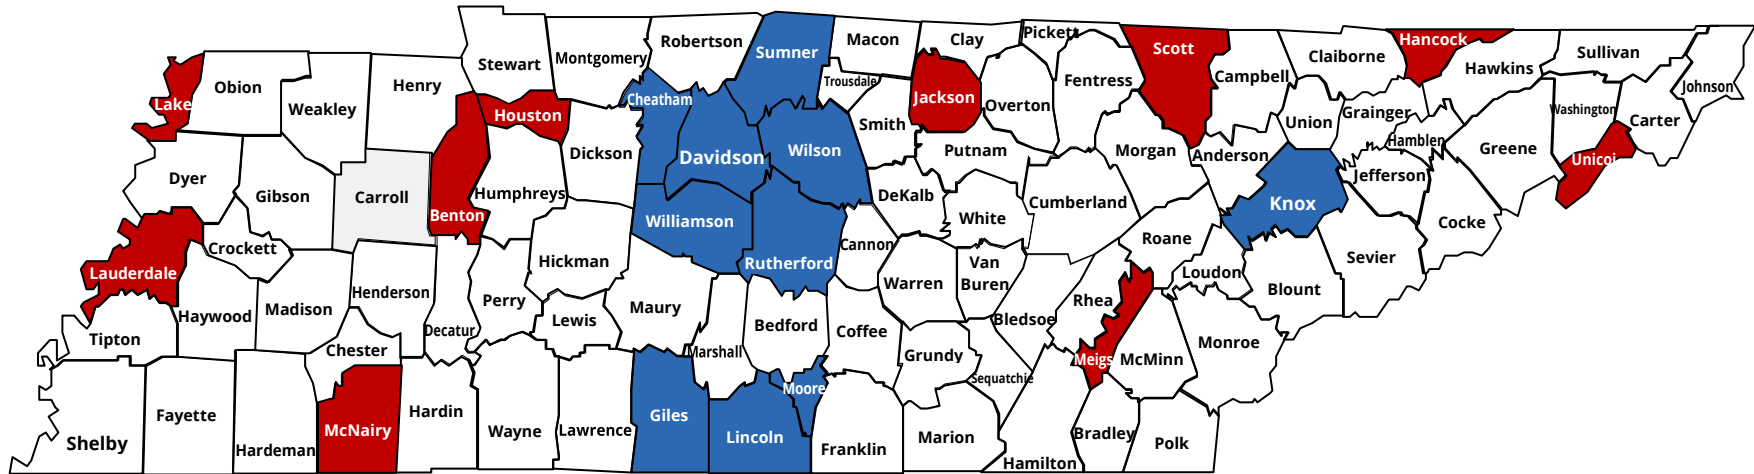 Stewart
Montgomery
Robertson
Sumner
Macon
Clay
Pickett
Scott
Claiborne
Hancock
Hawkins
Sullivan
Johnson
Lake
Obion
Weakley
Henry
Houston
Cheatham
Trousdale
Jackson
Overton
Fentress
Campbell
Union
Grainger
Hamblen
Washington
Carter
Unicoi
Greene
Dickson
Davidson
Wilson
Smith
Putnam
Morgan
Anderson
Jefferson
Dyer
Gibson
Carroll
Benton
Humphreys
Williamson
Rutherford
DeKalb
White
Cumberland
Knox
Cocke
Crockett
Lauderdale
Hickman
Cannon
Van
Buren
Roane
Loudon
Sevier
Blount
Tipton
Haywood
Madison
Henderson
Decatur
Perry
Lewis
Maury
Marshall
Bedford
Coffee
Warren
Grundy
Bledsoe
Rhea
Meigs
McMinn
Monroe
Chester
Sequatchie
Moore
Shelby
Fayette
Hardeman
McNairy
Hardin
Wayne
Lawrence
Giles
Lincoln
Franklin
Marion
Hamilton
Bradley
Polk